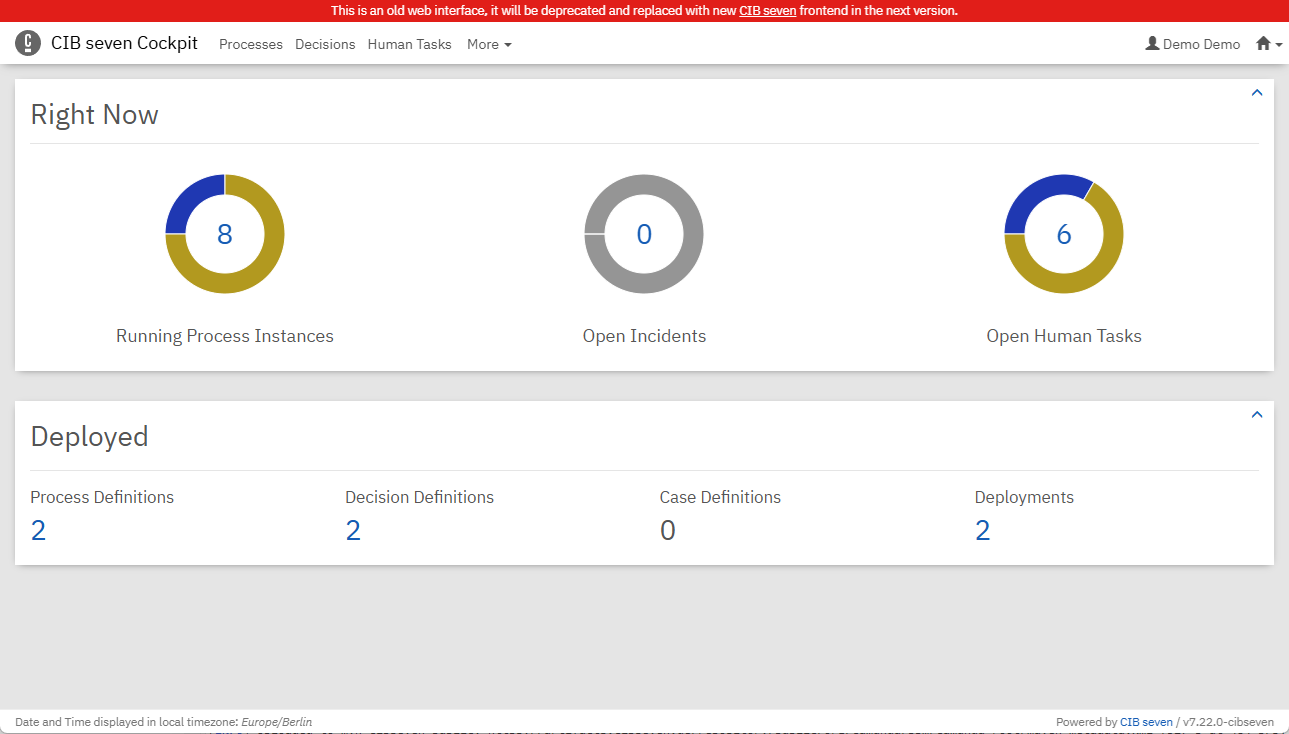 This is an old web interface, it will be deprecated and replaced with new CIB seven frontend in the next version.
CIB seven Cockpit Processes Decisions Human Tasks More Demo Demo
Right Now
8 0 6
Running Process Instances Open Incidents Open Human Tasks
Deployed
Process Definitions Decision Definitions Case Definitions Deployments
2 2 0 2
Date and Time displayed in local timezone: Europe/Berlin Powered by CIB seven / v7.22.0-cibseven